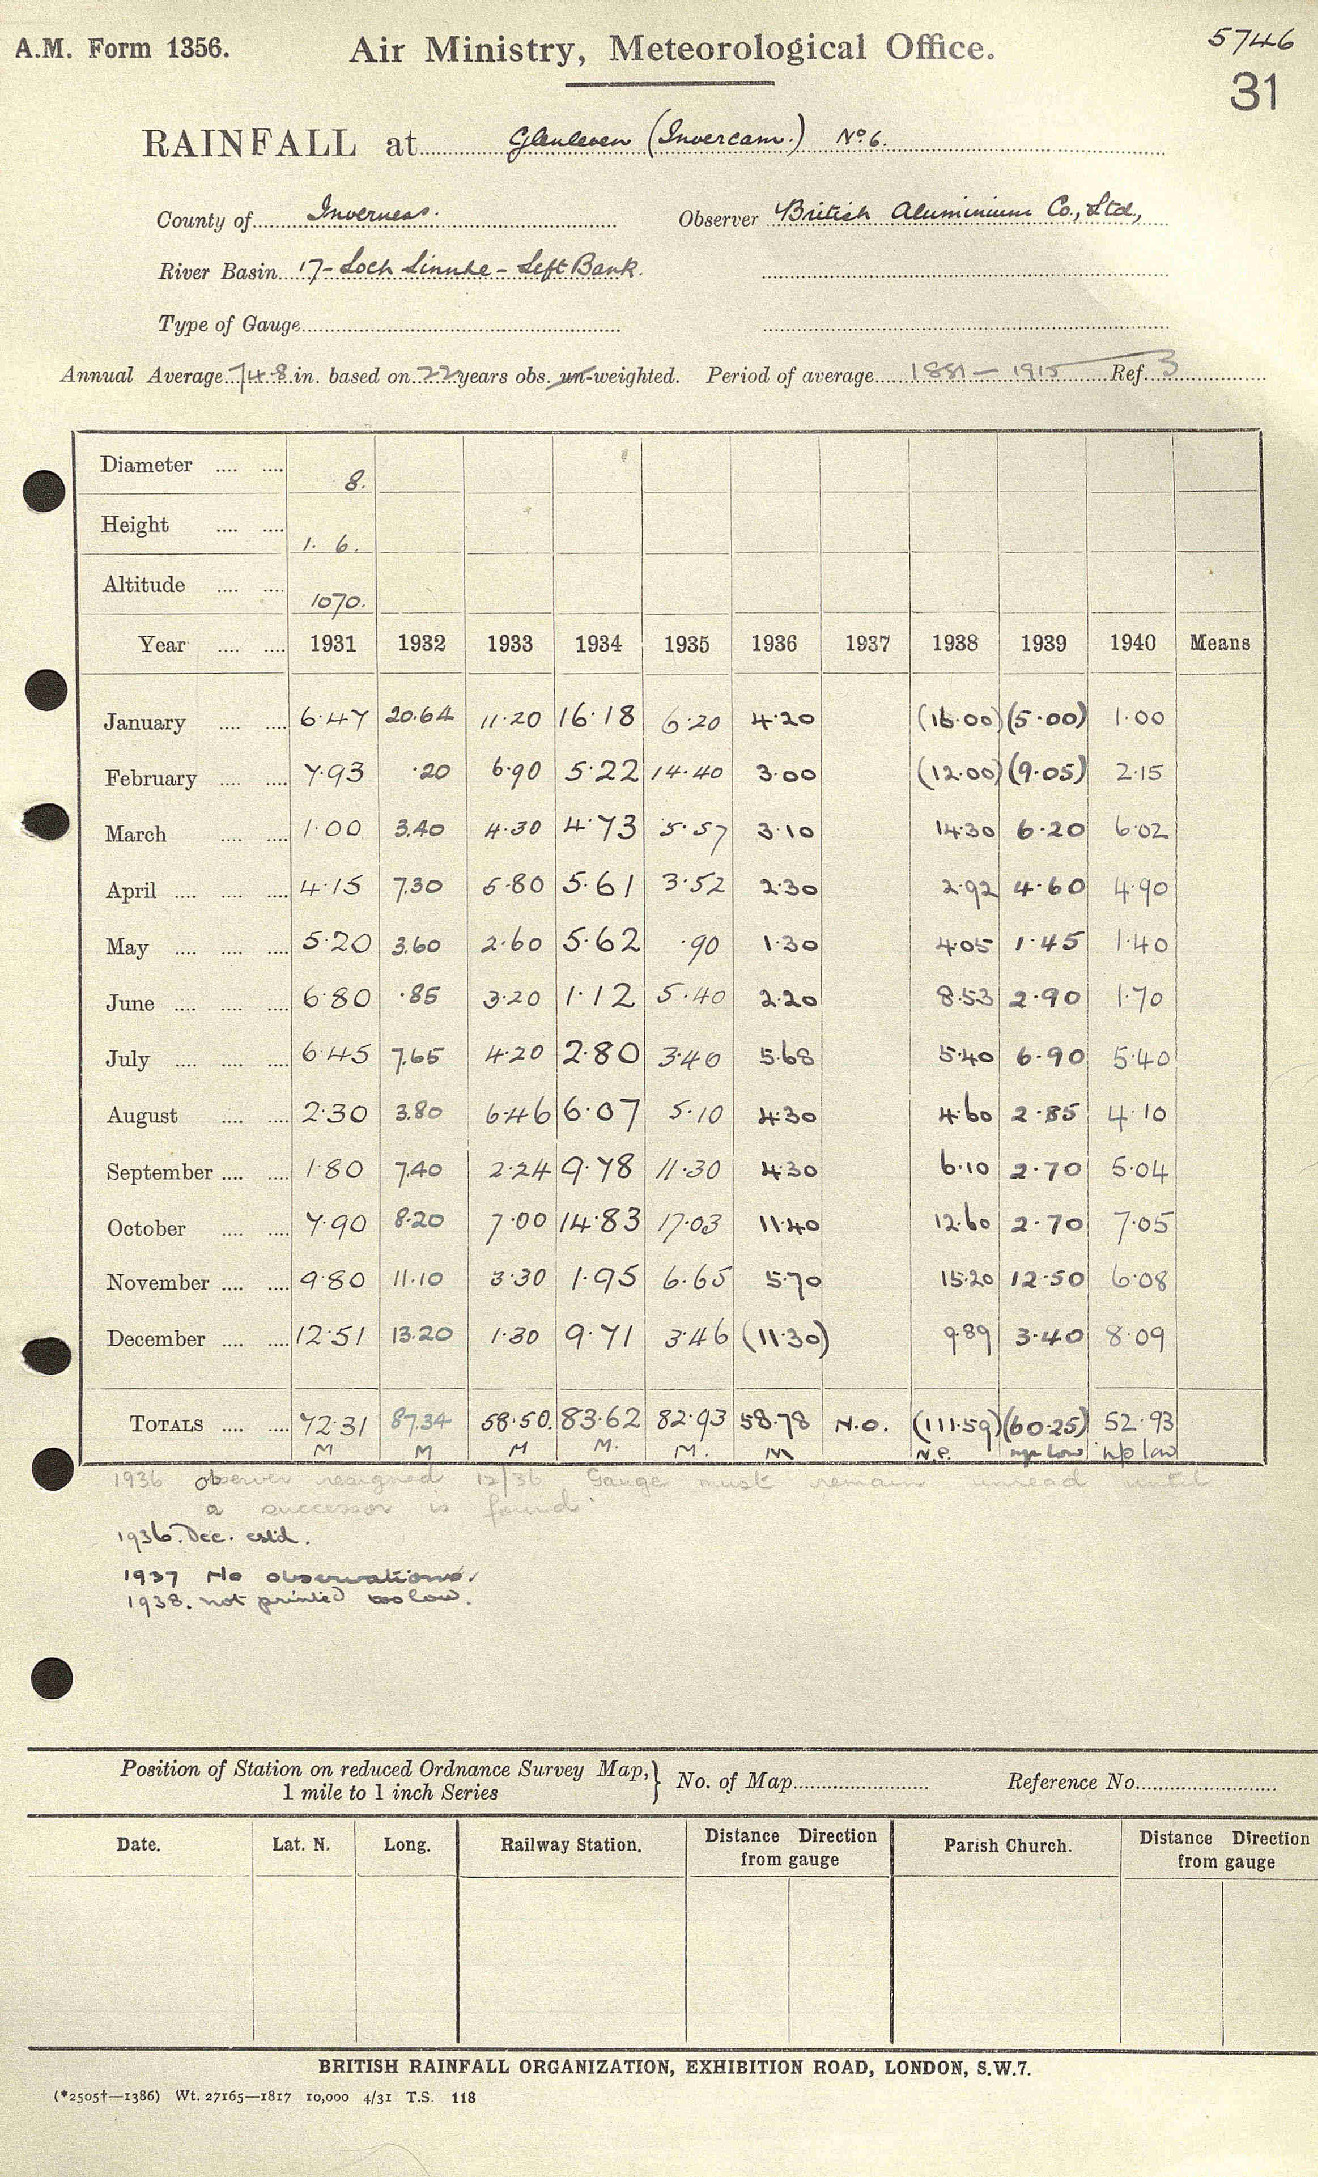 A.M. Form 1356. Air Ministry, Meteorological Office. 5746
31
RAINFALL at Glenleven (Invercam.) No. 6.
County of Inverness. Observer British Aluminium Co., Ltd,
River Basin 17 - Loch Linnhe - Left Bank.
Type of Gauge
Annual Average 74.8 in. based on 22 years obs. un-weighted. Period of average 1881 - 1915 Ref. 3
Diameter 8.
Height 1. 6.
Altitude 1070.
Year 1931 1932 1933 1934 1935 1936 1937 1938 1939 1940 Means
January 6.47 20.64 11.20 16.18 6.20 4.20 (16.00) (5.00) 1.00
February 7.93 .20 6.90 5.22 14.40 3.00 (12.00) (9.05) 2.15
March 1.00 3.40 4.30 4.73 5.57 3.10 14.30 6.20 6.02
April 4.15 7.30 5.80 5.61 3.52 2.30 2.92 4.60 4.90
May 5.20 3.60 2.60 5.62 .90 1.30 4.05 1.45 1.40
June 6.80 .85 3.20 1.12 5.40 2.20 8.53 2.90 1.70
July 6.45 7.65 4.20 2.80 3.40 5.68 5.40 6.90 5.40
August 2.30 3.80 6.46 6.07 5.10 4.30 4.60 2.85 4.10
September 1.80 7.40 2.24 9.78 11.30 4.30 6.10 2.70 5.04
October 7.90 8.20 7.00 14.83 17.03 11.40 12.60 2.70 7.05
November 9.80 11.10 3.30 1.95 6.65 5.70 15.20 12.50 6.08
December 12.51 13.20 1.30 9.71 3.46 (11.30) 9.89 3.40 8.09
TOTALS 72.31 87.34 58.50. 83.62 82.93 58.78 N.O. (111.59) (60.25) 52.93
M M M M. M. M N.P. np low np low
1936 observer resigned 12/36 Gauge must remain unread until
a successor is found.
1936. Dec. estd.
1937 No observations.
1938. not printed too low.
Position of Station on reduced Ordnance Survey Map, } No. of Map Reference No.
1 mile to 1 inch Series
Date. Lat. N. Long. Railway Station. Distance Direction from gauge Parish Church. Distance Direction from gauge
BRITISH RAINFALL ORGANIZATION, EXHIBITION ROAD, LONDON, S.W.7.
(*2505†—1386) Wt. 27165—1817 10,000 4/31 T.S. 118